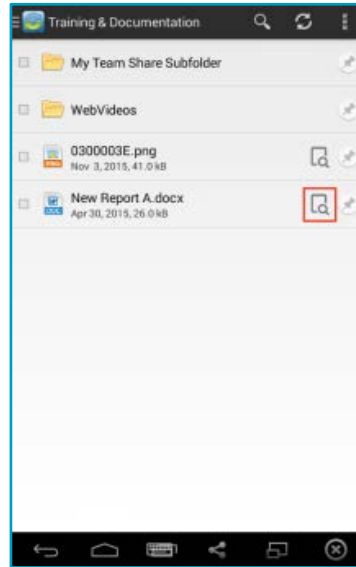 Training & Documentation
My Team Share Subfolder
WebVideos
0300003E.png
Nov 3, 2015, 41.0 kB
New Report A.docx
Apr 30, 2015, 26.0 kB